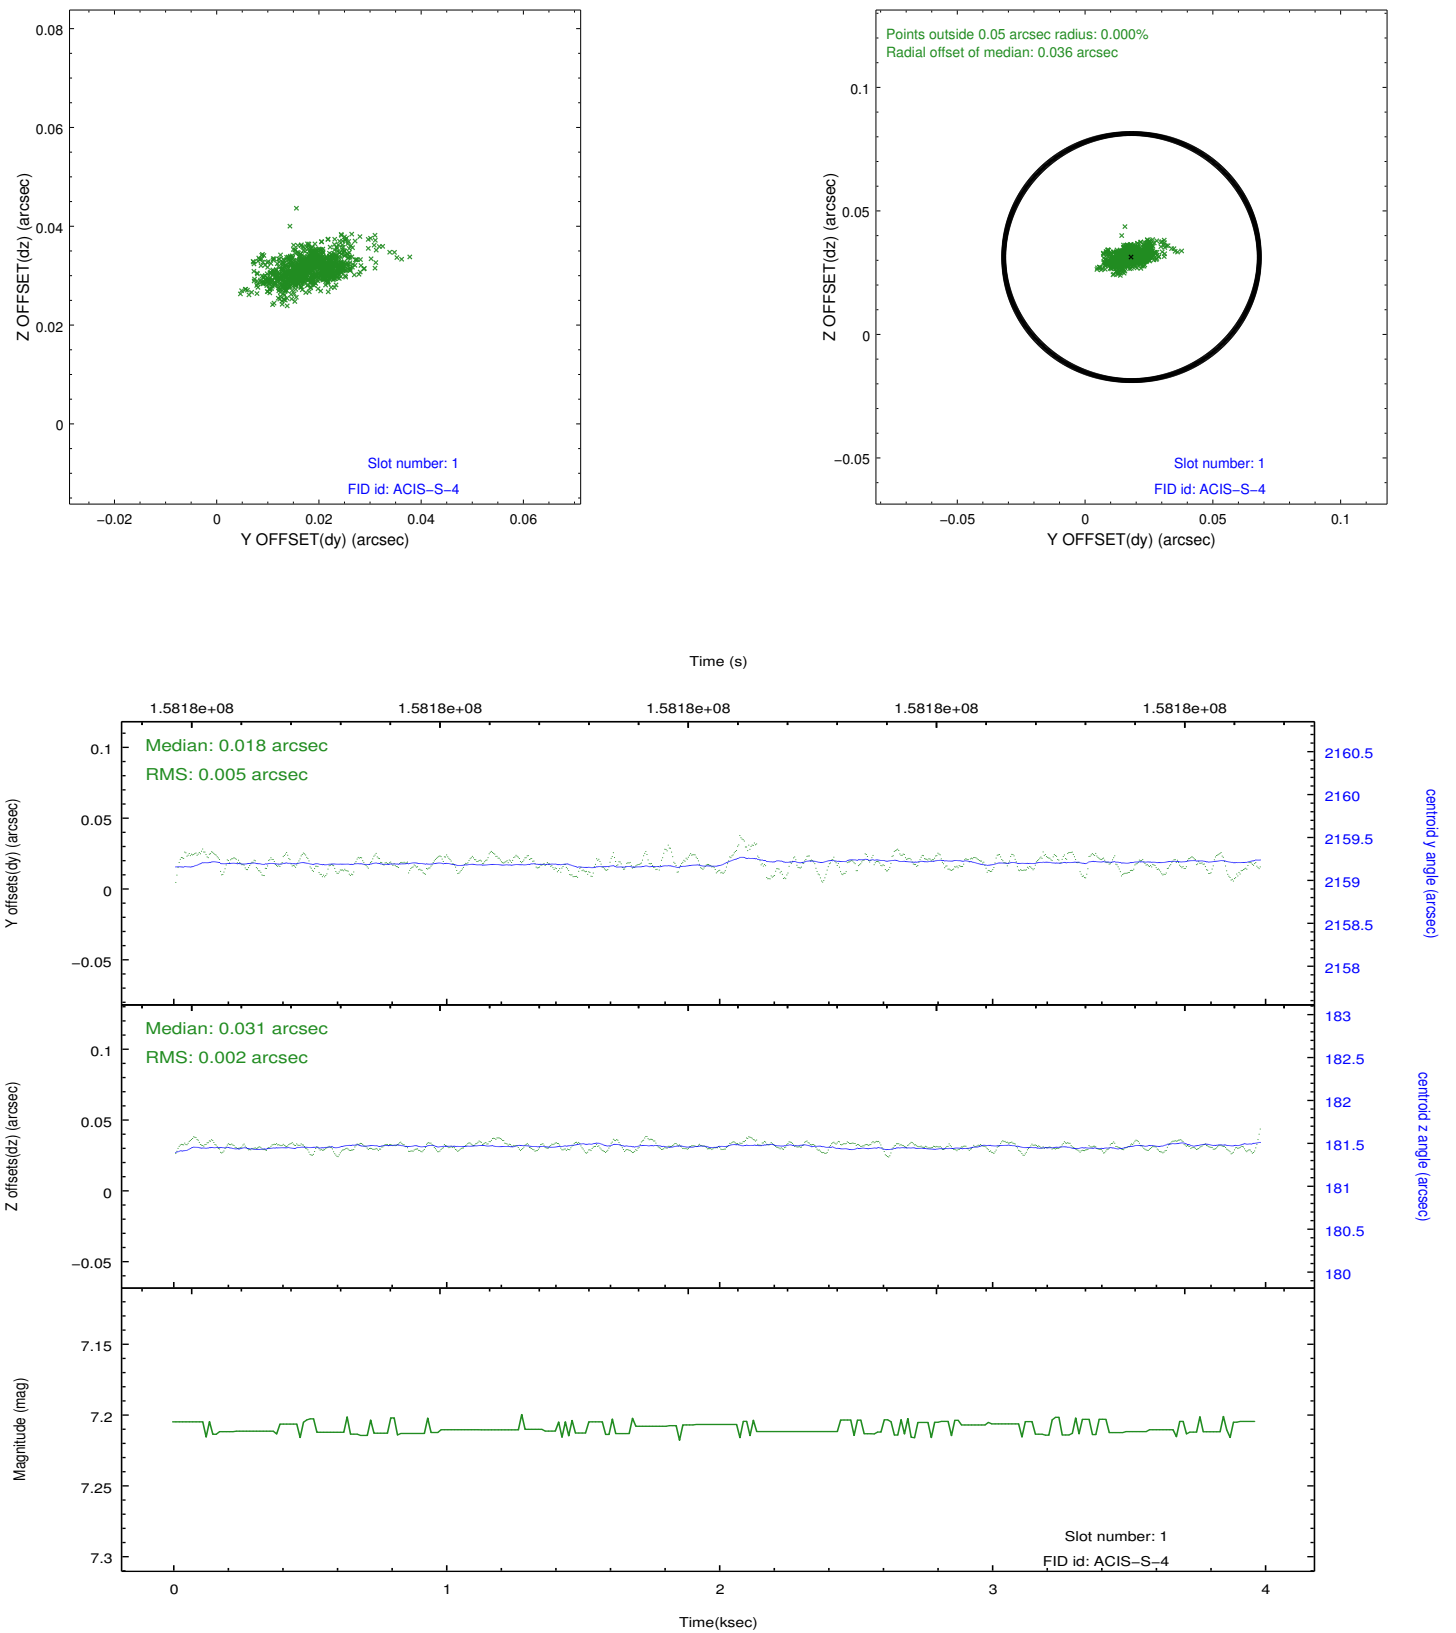 0.08
0.06
0.04
0.02
0
Z OFFSET(dz) (arcsec)
Slot number: 1
FID id: ACIS−S−4
−0.02 0 0.02 0.04 0.06
Y OFFSET(dy) (arcsec)
Points outside 0.05 arcsec radius: 0.000%
Radial offset of median: 0.036 arcsec
0.1
0.05
0
−0.05
Z OFFSET(dz) (arcsec)
Slot number: 1
FID id: ACIS−S−4
−0.05 0 0.05 0.1
Y OFFSET(dy) (arcsec)
Time (s)
1.5818e+08 1.5818e+08 1.5818e+08 1.5818e+08 1.5818e+08
Median: 0.018 arcsec
RMS: 0.005 arcsec
0.1
0.05
0
−0.05
Y offsets(dy) (arcsec)
2160.5
2160
2159.5
2159
2158.5
2158
centroid y angle (arcsec)
Median: 0.031 arcsec
RMS: 0.002 arcsec
0.1
0.05
0
−0.05
Z offsets(dz) (arcsec)
183
182.5
182
181.5
181
180.5
180
centroid z angle (arcsec)
7.15
7.2
7.25
7.3
Magnitude (mag)
Slot number: 1
FID id: ACIS−S−4
0 1 2 3 4
Time(ksec)